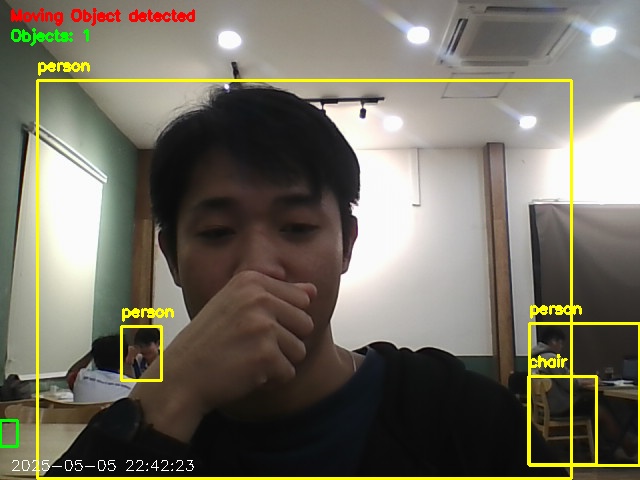 Moving Object detected
Objects: 1
person
person
person
chair
2025-05-05 22:42:23